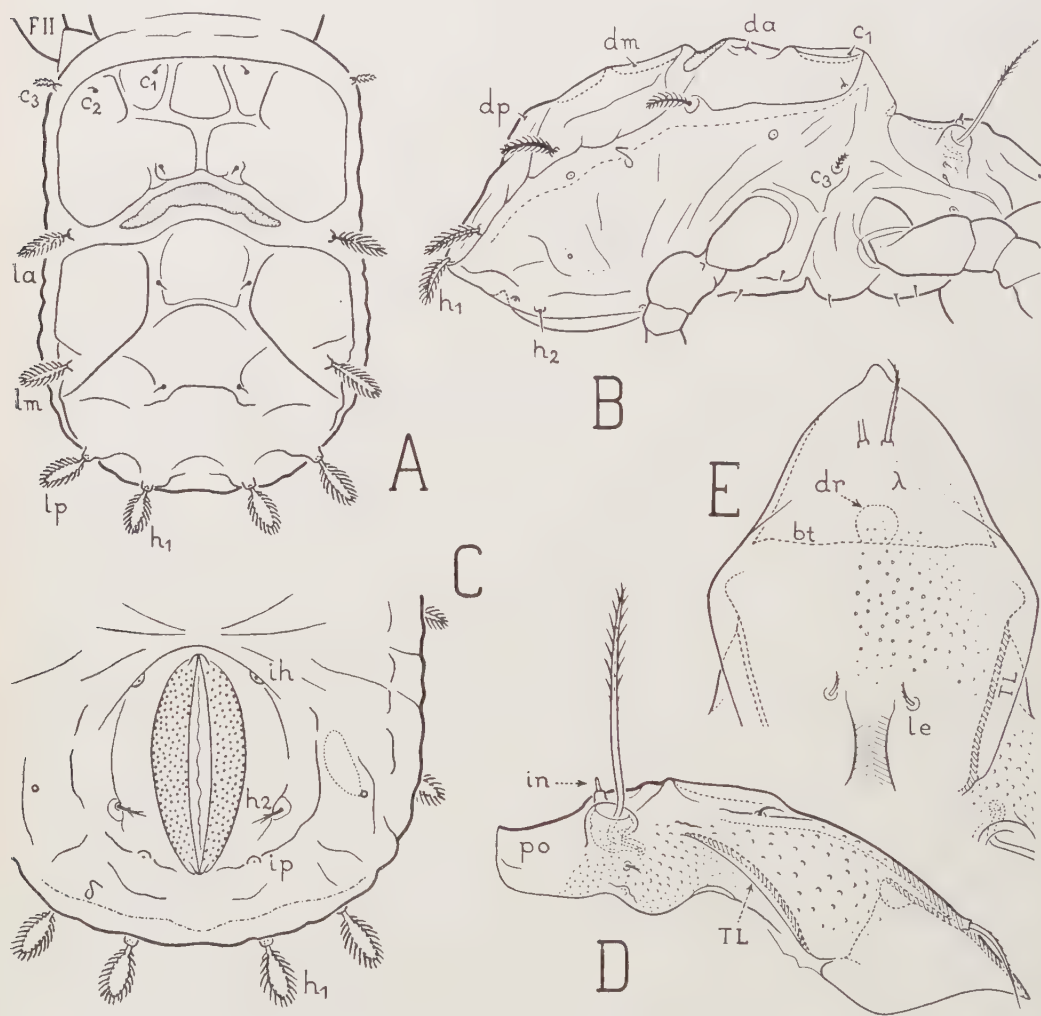 FII
c3
c2
c1
la
lm
lp
h1
A
dp
dm
da
c1
c3
h1
h2
B
C
ih
h2
ip
δ
h1
E
λ
dr
bt
le
TL
in
po
TL
D